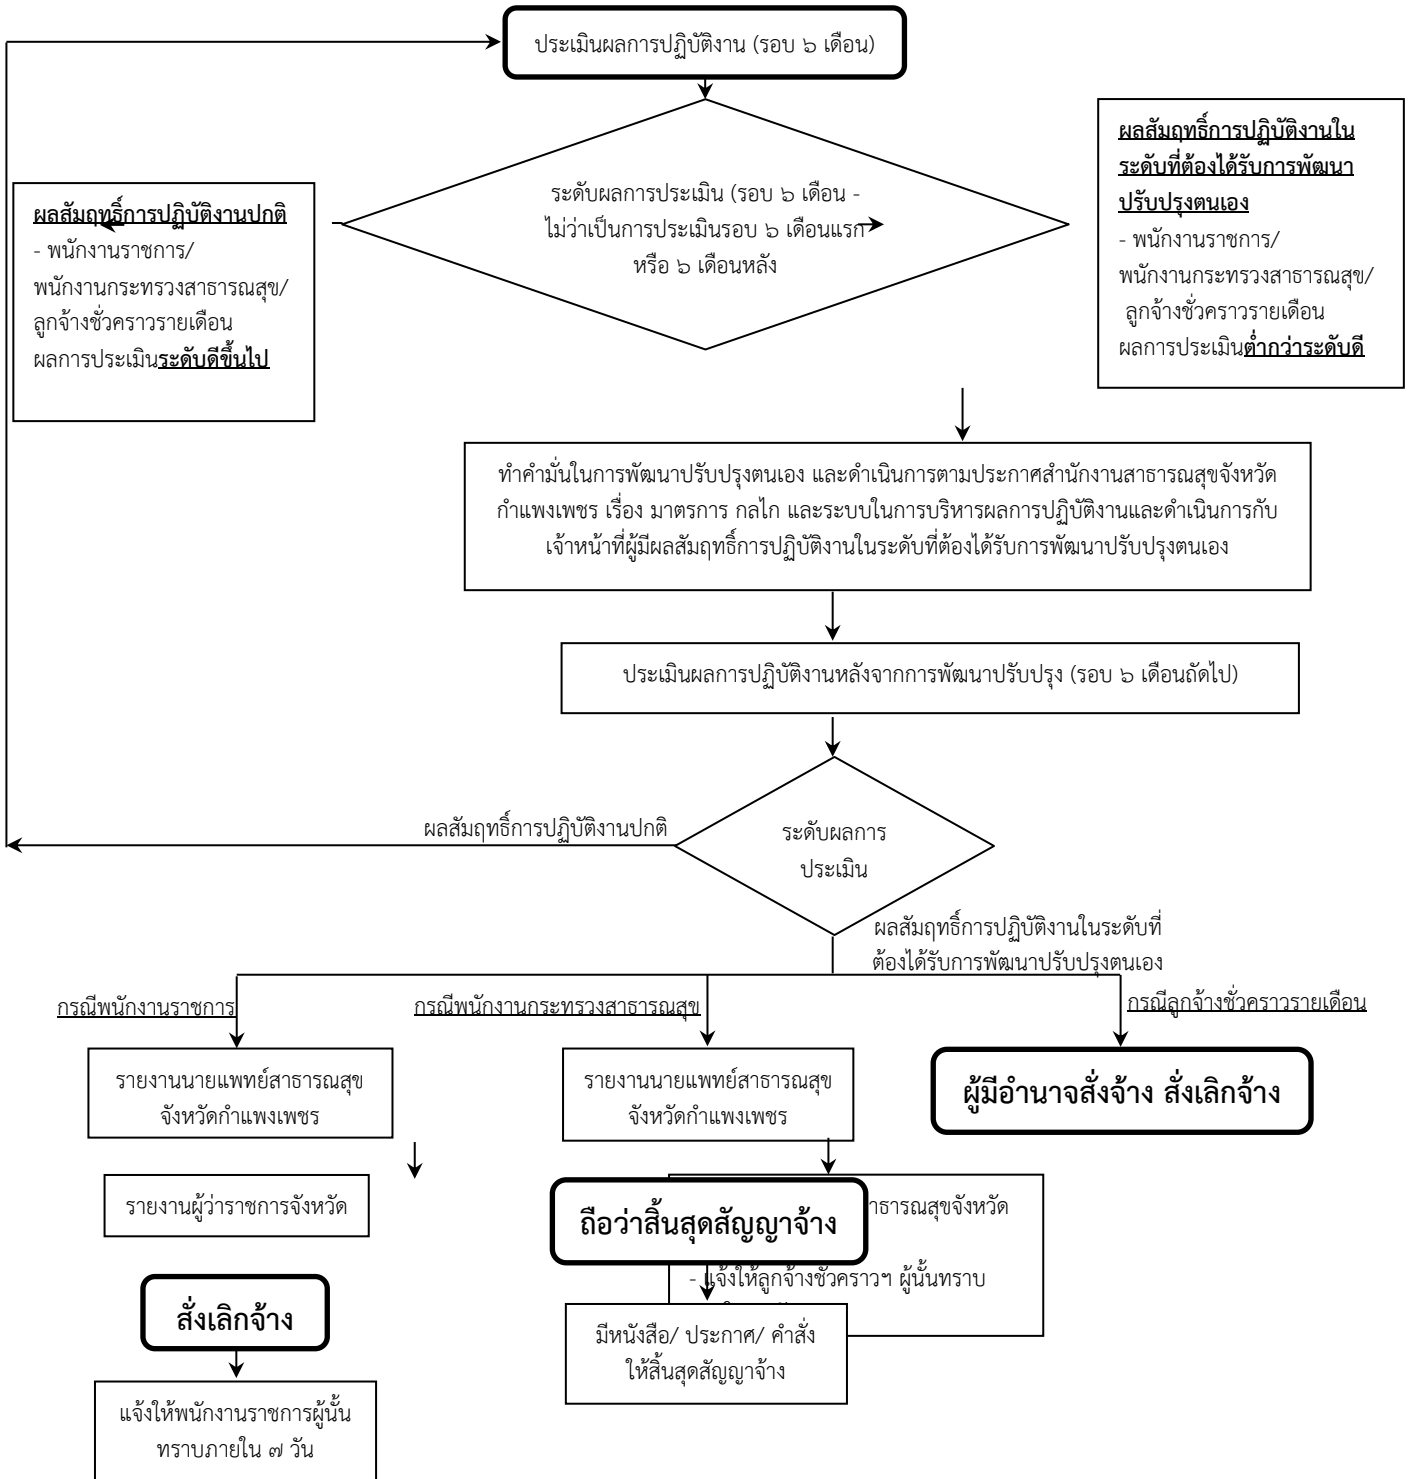 ประเมินผลการปฏิบัติงาน (รอบ ๖ เดือน)
ระดับผลการประเมิน (รอบ ๖ เดือน -
ไม่ว่าเป็นการประเมินรอบ ๖ เดือนแรก
หรือ ๖ เดือนหลัง
ผลสัมฤทธิ์การปฏิบัติงานปกติ
- พนักงานราชการ/
พนักงานกระทรวงสาธารณสุข/
ลูกจ้างชั่วคราวรายเดือน
ผลการประเมินระดับดีขึ้นไป
ผลสัมฤทธิ์การปฏิบัติงานใน
ระดับที่ต้องได้รับการพัฒนา
ปรับปรุงตนเอง
- พนักงานราชการ/
พนักงานกระทรวงสาธารณสุข/
ลูกจ้างชั่วคราวรายเดือน
ผลการประเมินต่ำกว่าระดับดี
ทำคำมั่นในการพัฒนาปรับปรุงตนเอง และดำเนินการตามประกาศสำนักงานสาธารณสุขจังหวัด
กำแพงเพชร เรื่อง มาตรการ กลไก และระบบในการบริหารผลการปฏิบัติงานและดำเนินการกับ
เจ้าหน้าที่ผู้มีผลสัมฤทธิ์การปฏิบัติงานในระดับที่ต้องได้รับการพัฒนาปรับปรุงตนเอง
ประเมินผลการปฏิบัติงานหลังจากการพัฒนาปรับปรุง (รอบ ๖ เดือนถัดไป)
ผลสัมฤทธิ์การปฏิบัติงานปกติ
ระดับผลการ
ประเมิน
ผลสัมฤทธิ์การปฏิบัติงานในระดับที่
ต้องได้รับการพัฒนาปรับปรุงตนเอง
กรณีพนักงานราชการ
กรณีพนักงานกระทรวงสาธารณสุข
กรณีลูกจ้างชั่วคราวรายเดือน
รายงานนายแพทย์สาธารณสุข
จังหวัดกำแพงเพชร
รายงานนายแพทย์สาธารณสุข
จังหวัดกำแพงเพชร
ผู้มีอำนาจสั่งจ้าง สั่งเลิกจ้าง
รายงานผู้ว่าราชการจังหวัด
ถือว่าสิ้นสุดสัญญาจ้าง
าธารณสุขจังหวัด
- แจ้งให้ลูกจ้างชั่วคราวฯ ผู้นั้นทราบ
สั่งเลิกจ้าง
มีหนังสือ/ ประกาศ/ คำสั่ง
ให้สิ้นสุดสัญญาจ้าง
แจ้งให้พนักงานราชการผู้นั้น
ทราบภายใน ๗ วัน